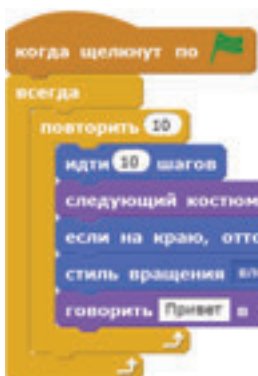 когда щелкнут по
всегда
повторить 10
идти 10 шагов
следующий костюм
если на краю,
стиль вращения
говорить Привет в